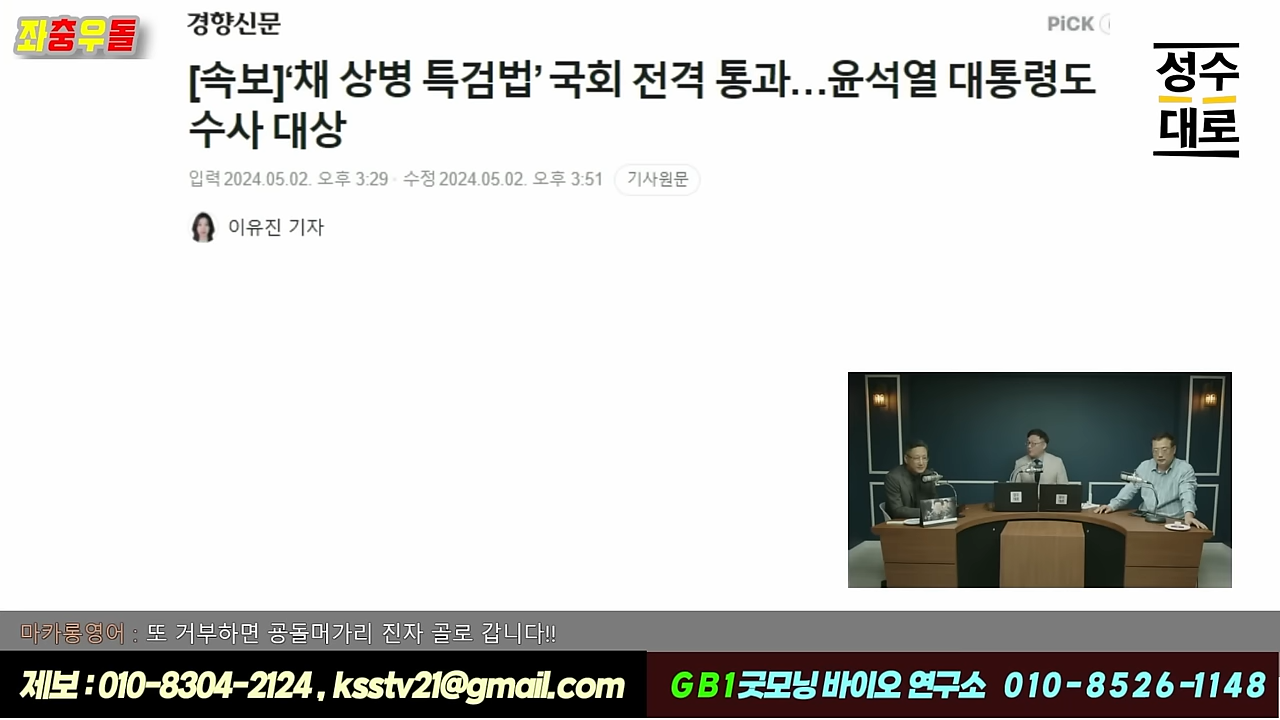 좌충우돌
경향신문
PiCK
성수
대로
[속보]‘채 상병 특검법’ 국회 전격 통과…윤석열 대통령도
수사 대상
입력 2024.05.02. 오후 3:29 · 수정 2024.05.02. 오후 3:51 기사원문
이유진 기자
마카롱영어 : 또 거부하면 공돌머가리 진자 골로 갑니다!!
제보 : 010-8304-2124 , ksstv21@gmail.com
GB1굿모닝 바이오 연구소 010-8526-1148